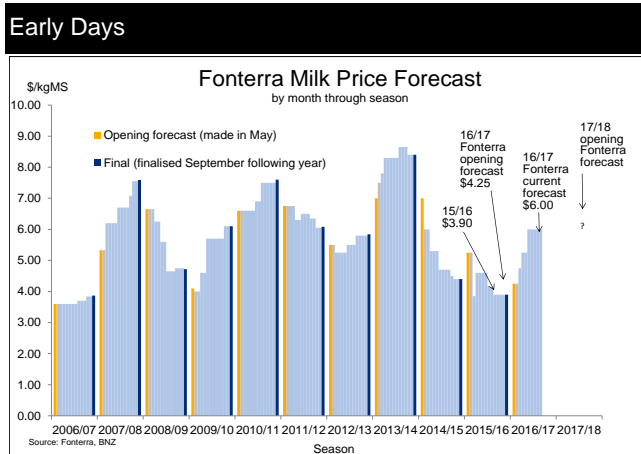 Early Days
$/kgMS
Fonterra Milk Price Forecast
by month through season
10.00
9.00
8.00
7.00
6.00
5.00
4.00
3.00
2.00
1.00
0.00
Opening forecast (made in May)
Final (finalised September following year)
15/16
$3.90
16/17
Fonterra
opening
forecast
$4.25
16/17
Fonterra
current
forecast
$6.00
17/18
opening
Fonterra
forecast
?
2006/07 2007/08 2008/09 2009/10 2010/11 2011/12 2012/13 2013/14 2014/15 2015/16 2016/17 2017/18
Source: Fonterra, BNZ
Season